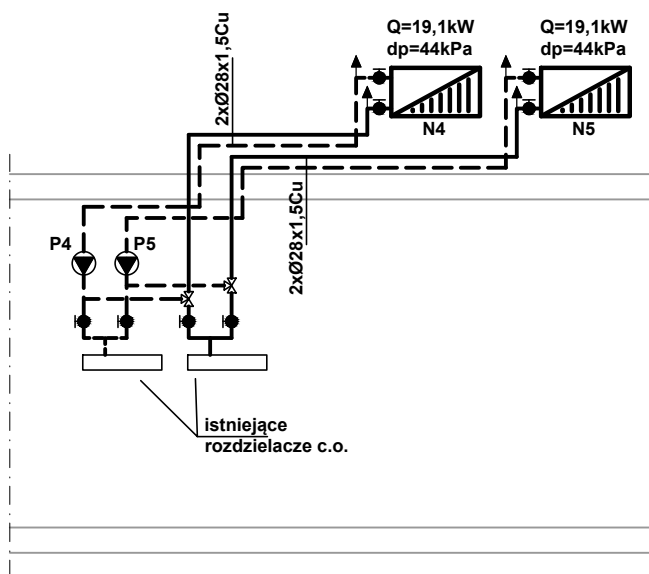 Q=19,1kW
dp=44kPa
Q=19,1kW
dp=44kPa
2xØ28x1,5Cu
N4
N5
2xØ28x1,5Cu
P4
P5
istniejące
rozdzielacze c.o.